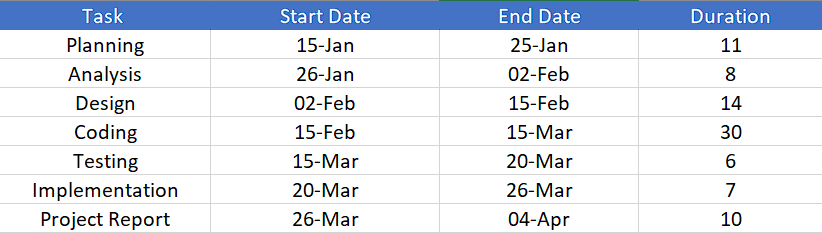 Task Start Date End Date Duration
Planning 15-Jan 25-Jan 11
Analysis 26-Jan 02-Feb 8
Design 02-Feb 15-Feb 14
Coding 15-Feb 15-Mar 30
Testing 15-Mar 20-Mar 6
Implementation 20-Mar 26-Mar 7
Project Report 26-Mar 04-Apr 10